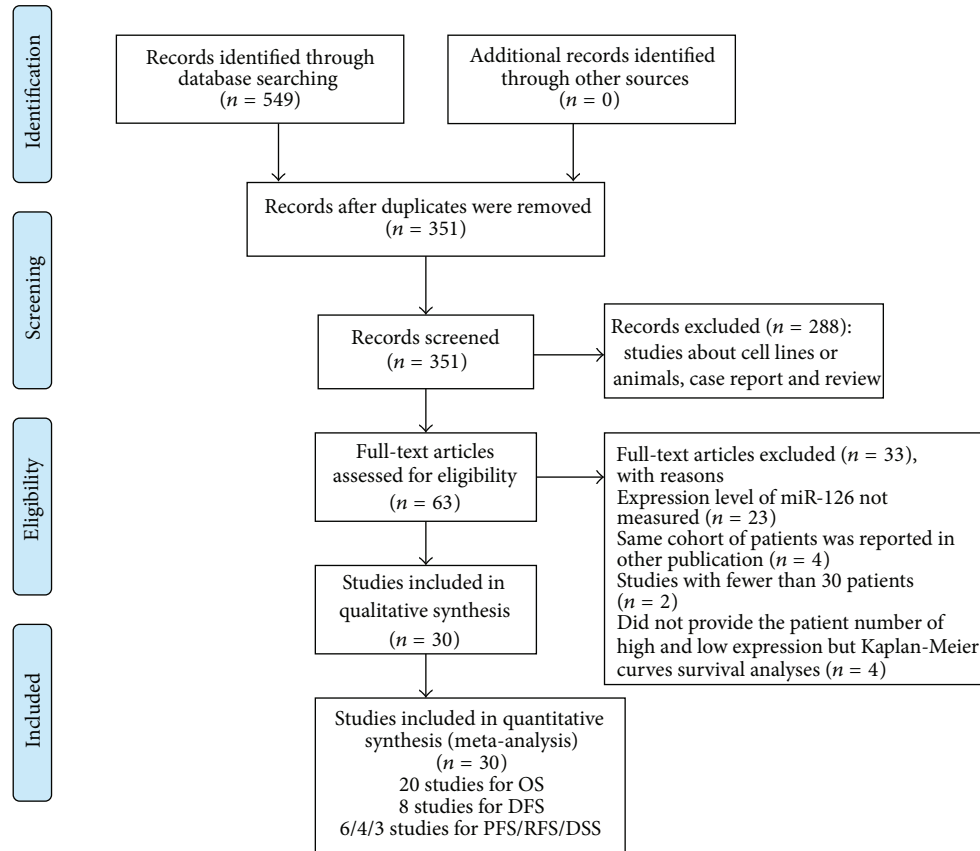 Identification
Records identified through
database searching
(n = 549)
Additional records identified
through other sources
(n = 0)
Records after duplicates were removed
(n = 351)
Screening
Records screened
(n = 351)
Records excluded (n = 288):
studies about cell lines or
animals, case report and review
Eligibility
Full-text articles
assessed for eligibility
(n = 63)
Full-text articles excluded (n = 33),
with reasons
Expression level of miR-126 not
measured (n = 23)
Same cohort of patients was reported in
other publication (n = 4)
Studies with fewer than 30 patients
(n = 2)
Did not provide the patient number of
high and low expression but Kaplan-Meier
curves survival analyses (n = 4)
Studies included in
qualitative synthesis
(n = 30)
Included
Studies included in quantitative
synthesis (meta-analysis)
(n = 30)
20 studies for OS
8 studies for DFS
6/4/3 studies for PFS/RFS/DSS